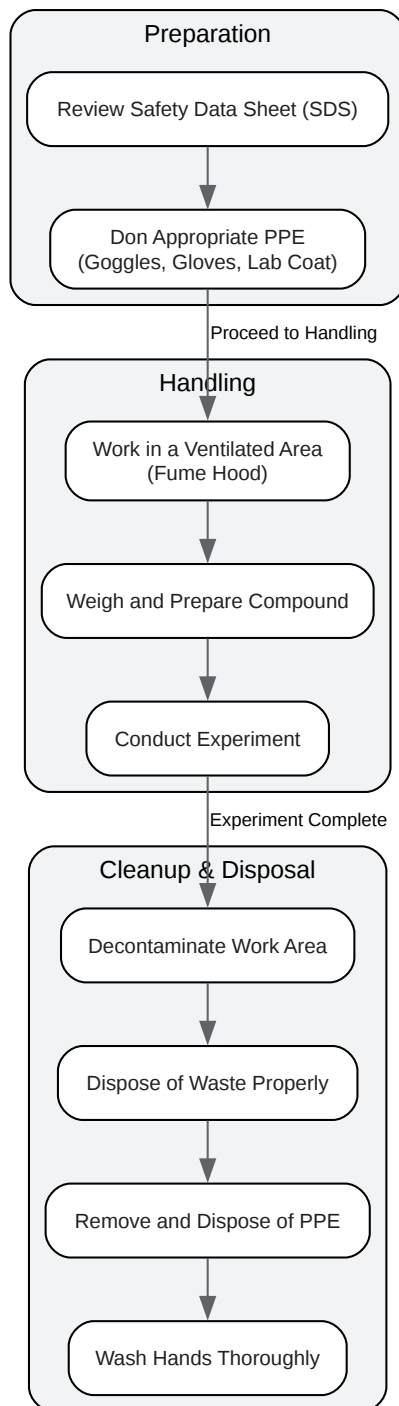 Preparation
Review Safety Data Sheet (SDS)
Don Appropriate PPE
(Goggles, Gloves, Lab Coat)
Proceed to Handling
Handling
Work in a Ventilated Area
(Fume Hood)
Weigh and Prepare Compound
Conduct Experiment
Experiment Complete
Cleanup & Disposal
Decontaminate Work Area
Dispose of Waste Properly
Remove and Dispose of PPE
Wash Hands Thoroughly